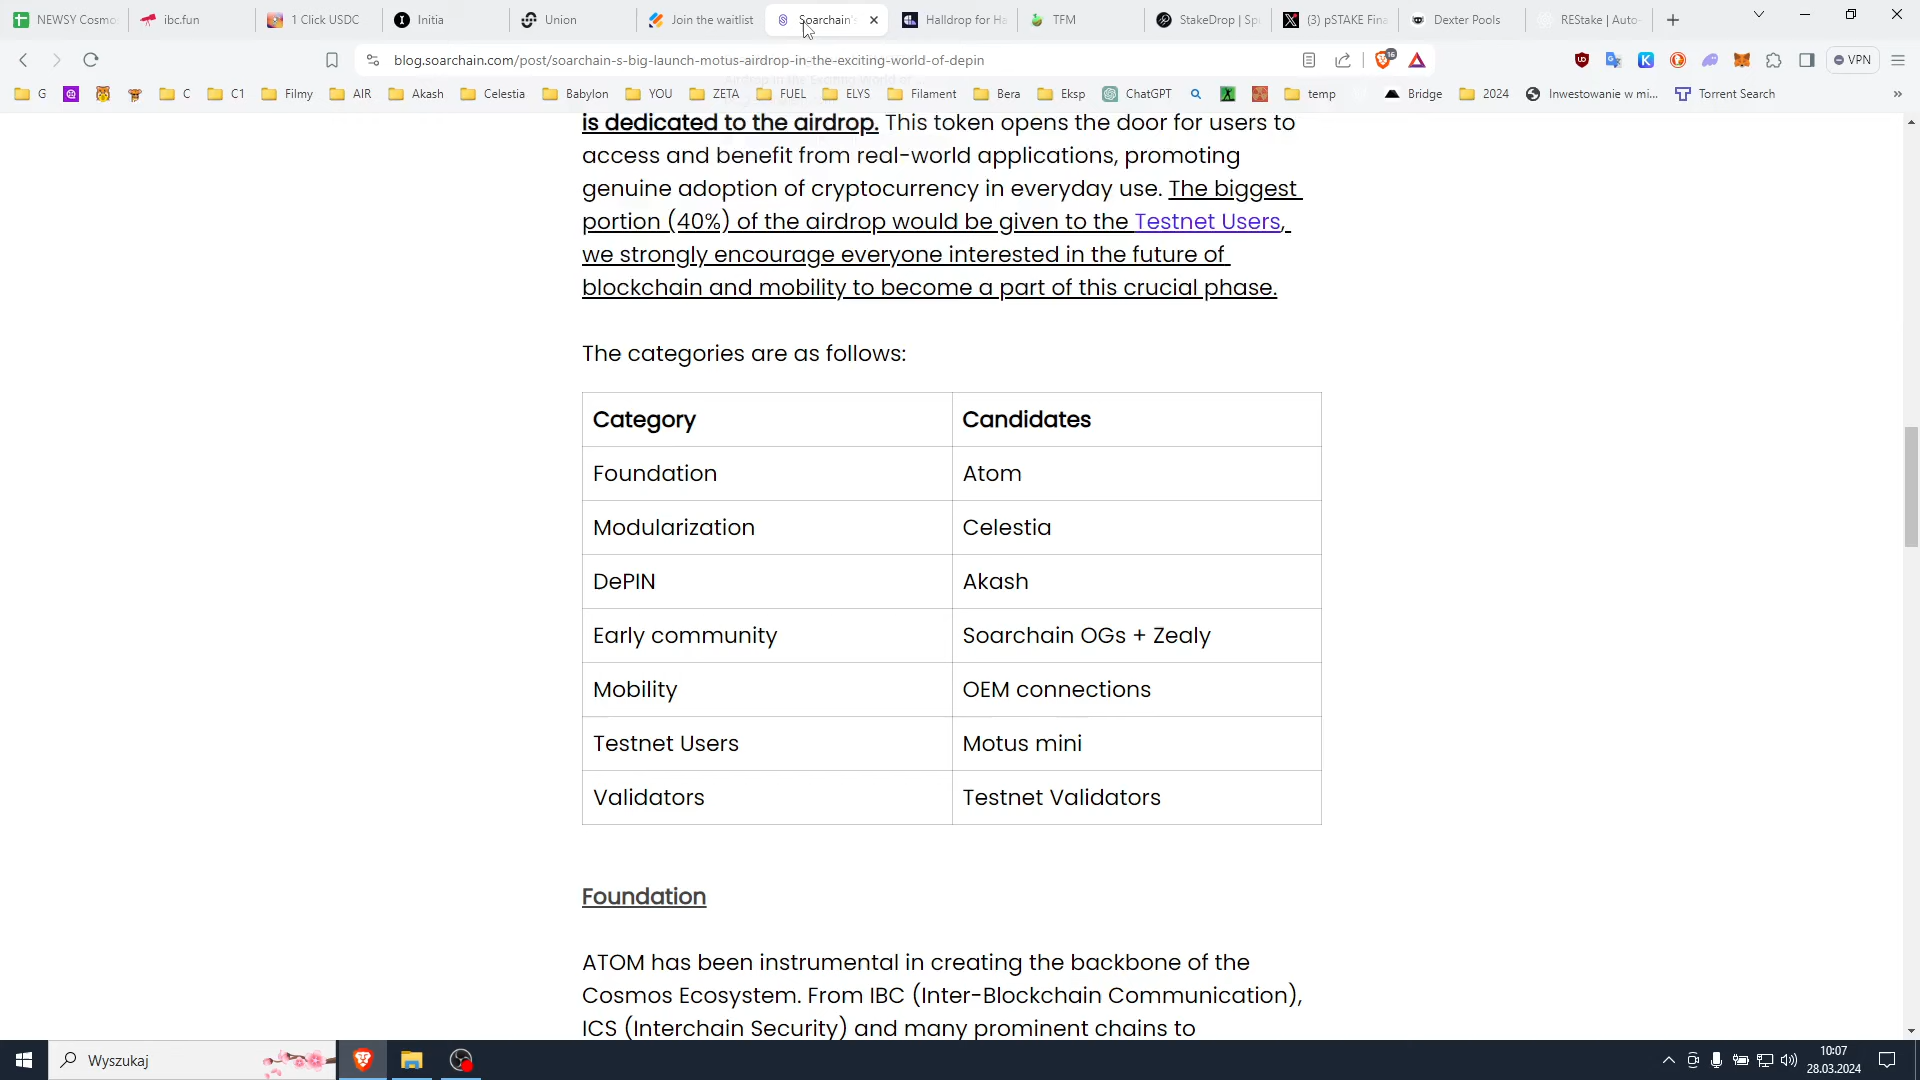 NEWSY Cosmo
ibc.fun
1 Click USDC
Initia
Union
Join the waitlist
Soarchain'
Halldrop for Ha
TFM
StakeDrop | Sp
(3) pSTAKE Fina
Dexter Pools
REStake | Auto-
blog.soarchain.com/post/soarchain-s-big-launch-motus-airdrop-in-the-exciting-world-of-depin
16
VPN
G C C1 Filmy AIR Akash Celestia Babylon YOU ZETA FUEL ELYS Filament Bera Eksp ChatGPT temp Bridge 2024 Inwestowanie w mi... Torrent Search
is dedicated to the airdrop. This token opens the door for users to
access and benefit from real-world applications, promoting
genuine adoption of cryptocurrency in everyday use. The biggest
portion (40%) of the airdrop would be given to the Testnet Users,
we strongly encourage everyone interested in the future of
blockchain and mobility to become a part of this crucial phase.
The categories are as follows:
Category Candidates
Foundation Atom
Modularization Celestia
DePIN Akash
Early community Soarchain OGs + Zealy
Mobility OEM connections
Testnet Users Motus mini
Validators Testnet Validators
Foundation
ATOM has been instrumental in creating the backbone of the
Cosmos Ecosystem. From IBC (Inter-Blockchain Communication),
ICS (Interchain Security) and many prominent chains to
Wyszukaj
10:07
28.03.2024